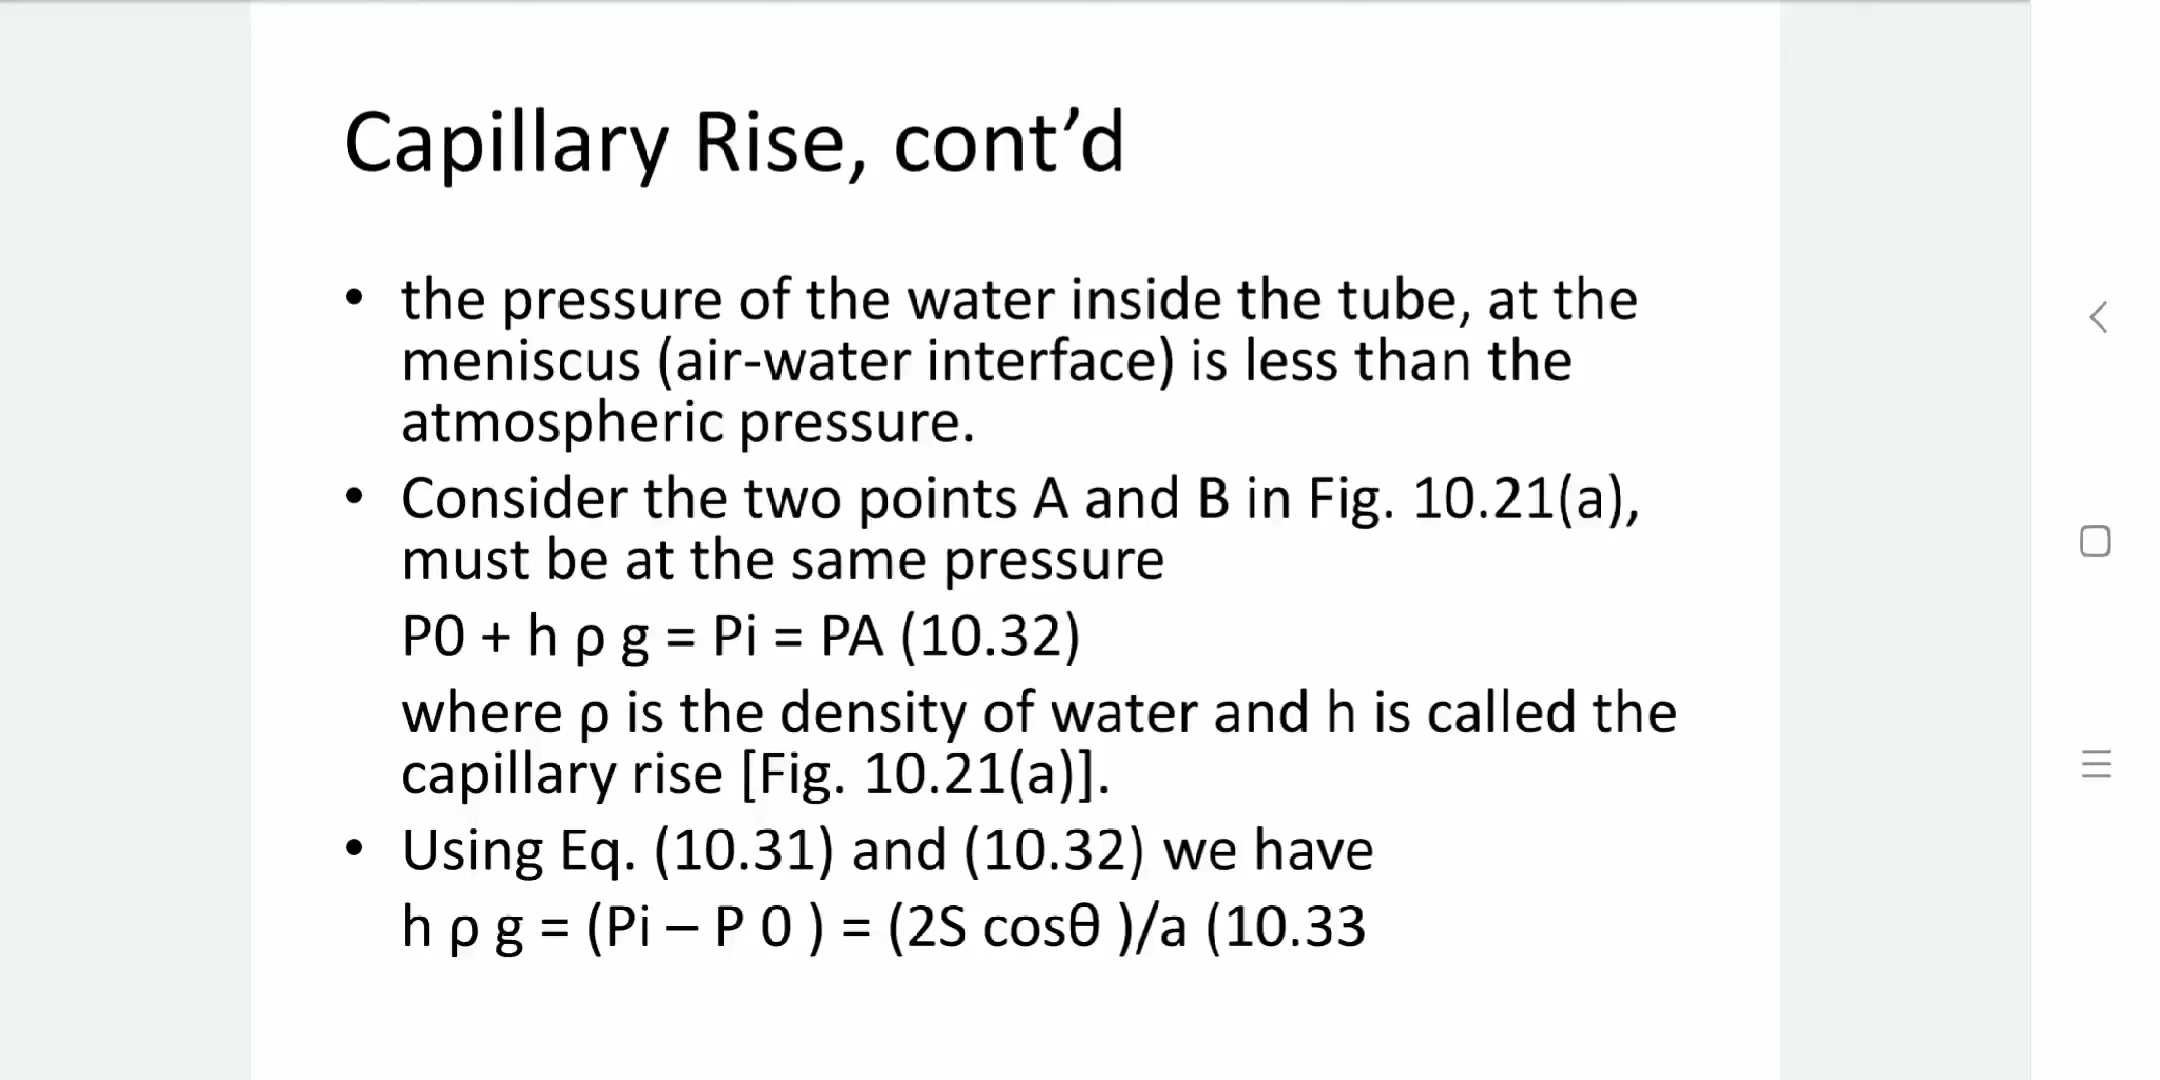 Capillary Rise, cont’d
• the pressure of the water inside the tube, at the
meniscus (air-water interface) is less than the
atmospheric pressure.
• Consider the two points A and B in Fig. 10.21(a),
must be at the same pressure
P0 + h ρ g = Pi = PA (10.32)
where ρ is the density of water and h is called the
capillary rise [Fig. 10.21(a)].
• Using Eq. (10.31) and (10.32) we have
h ρ g = (Pi – P 0 ) = (2S cosθ )/a (10.33